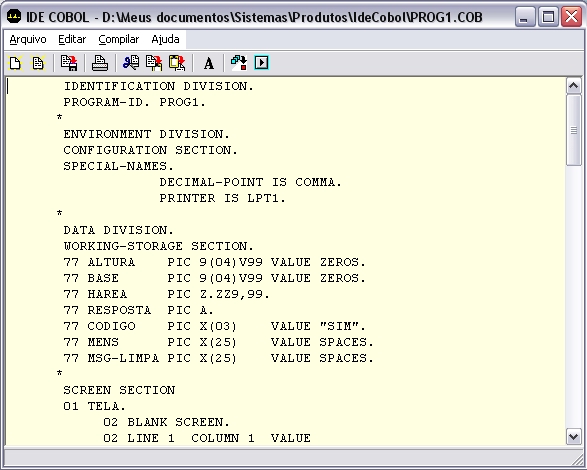 IDE COBOL - D:\Meus documentos\Sistemas\Produtos\IdeCobol\PROG1.COB
Arquivo Editar Compilar Ajuda
A
IDENTIFICATION DIVISION.
PROGRAM-ID. PROG1.
*
ENVIRONMENT DIVISION.
CONFIGURATION SECTION.
SPECIAL-NAMES.
DECIMAL-POINT IS COMMA.
PRINTER IS LPT1.
*
DATA DIVISION.
WORKING-STORAGE SECTION.
77 ALTURA    PIC 9(04)V99 VALUE ZEROS.
77 BASE      PIC 9(04)V99 VALUE ZEROS.
77 HAREA     PIC Z.ZZ9,99.
77 RESPOSTA  PIC A.
77 CODIGO    PIC X(03)    VALUE "SIM".
77 MENS      PIC X(25)    VALUE SPACES.
77 MSG-LIMPA PIC X(25)    VALUE SPACES.
*
SCREEN SECTION
01 TELA.
02 BLANK SCREEN.
02 LINE 1  COLUMN 1  VALUE